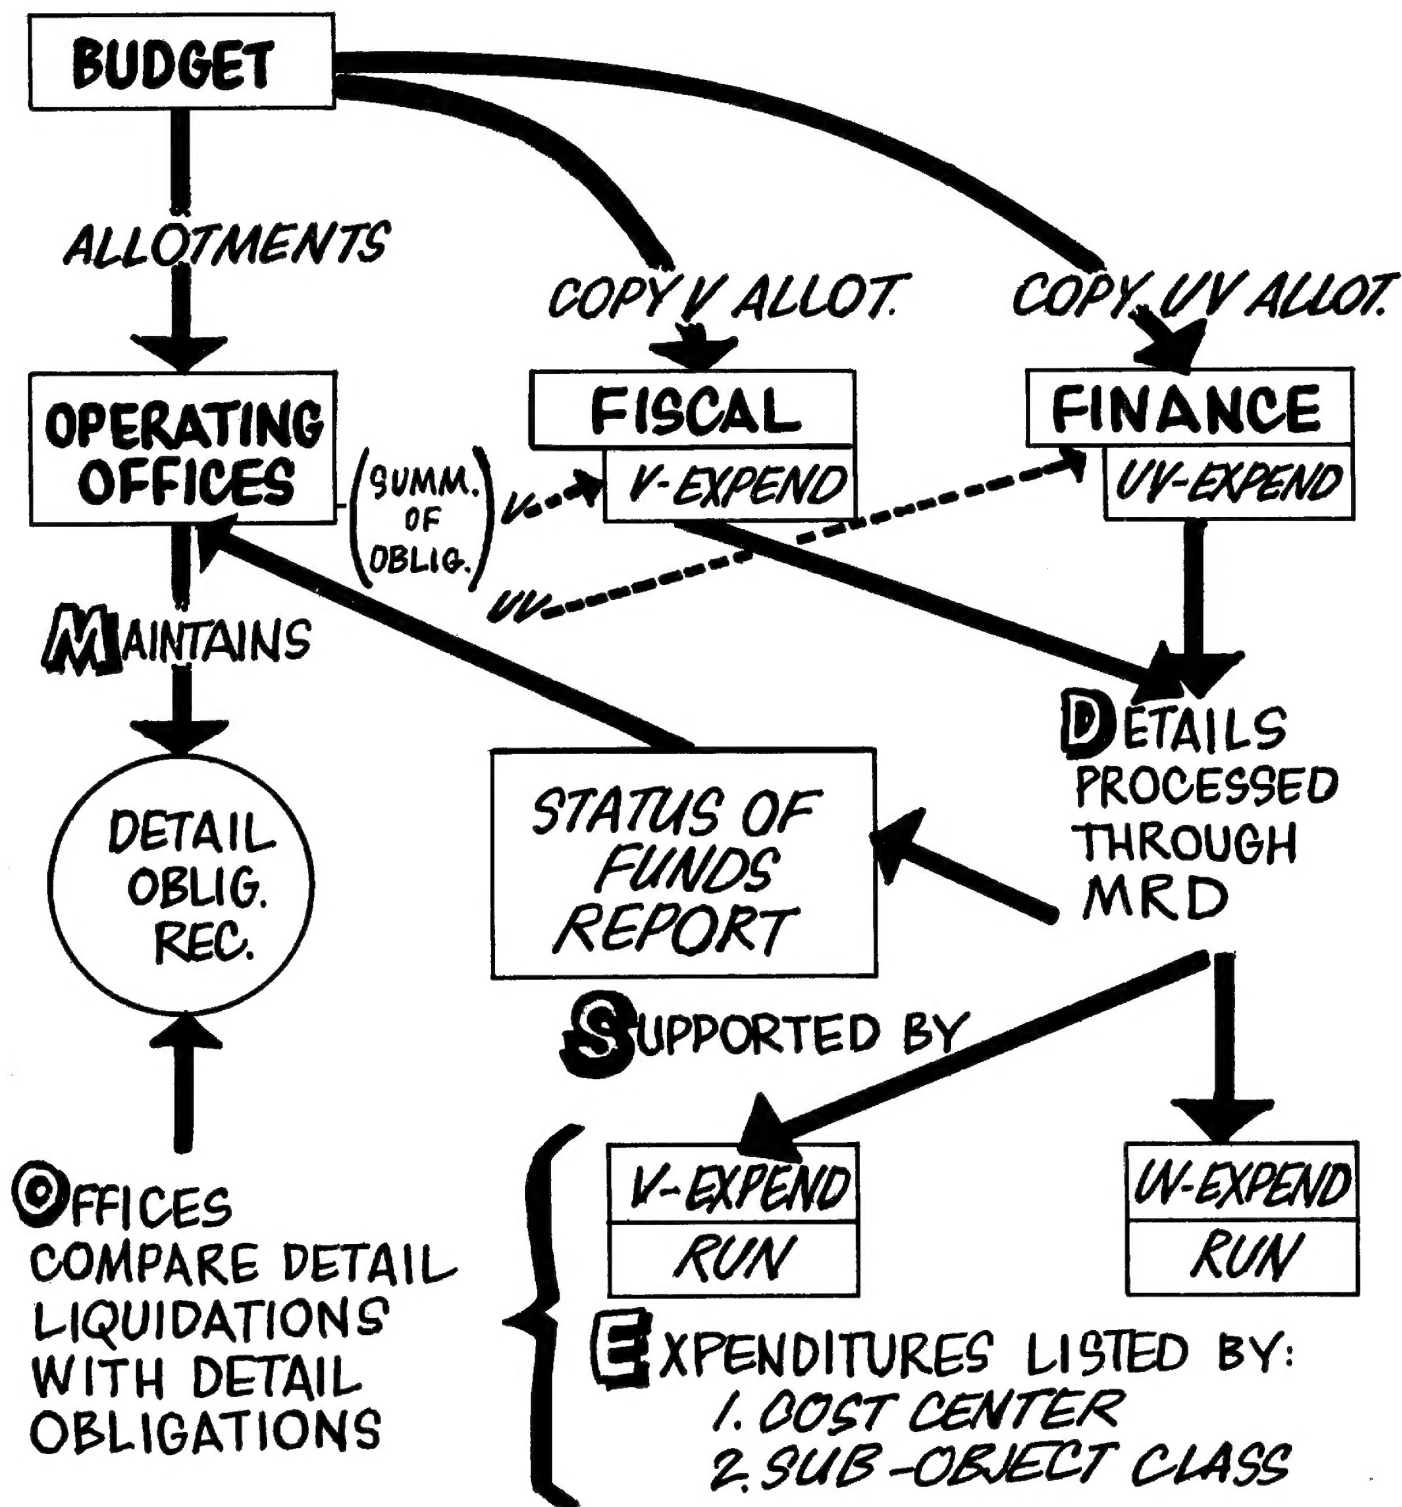 BUDGET
ALLOTMENTS
COPY V ALLOT.
COPY UV ALLOT.
OPERATING
OFFICES
(SUMM.
OF
OBLIG.)
V
UV
FISCAL
V-EXPEND
FINANCE
UV-EXPEND
MAINTAINS
DETAIL
OBLIG.
REC.
STATUS OF
FUNDS
REPORT
DETAILS
PROCESSED
THROUGH
MRD
SUPPORTED BY
V-EXPEND
RUN
UV-EXPEND
RUN
OFFICES
COMPARE DETAIL
LIQUIDATIONS
WITH DETAIL
OBLIGATIONS
EXPENDITURES LISTED BY:
1. COST CENTER
2. SUB-OBJECT CLASS